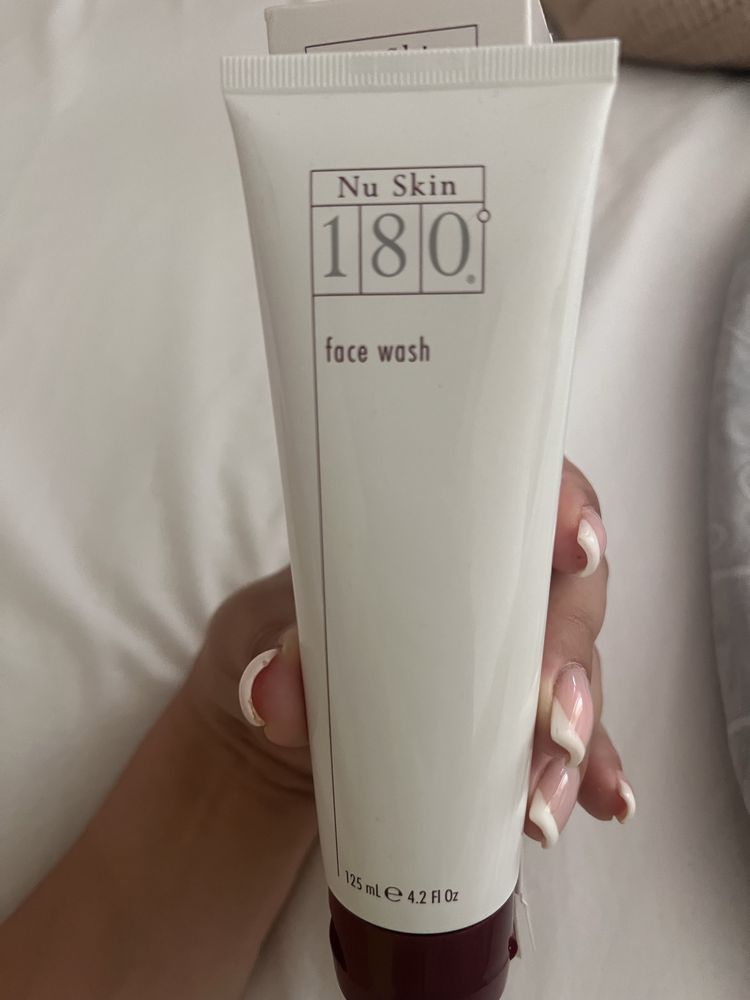 Nu Skin
180°®
face wash
125 mL ℮ 4.2 Fl Oz